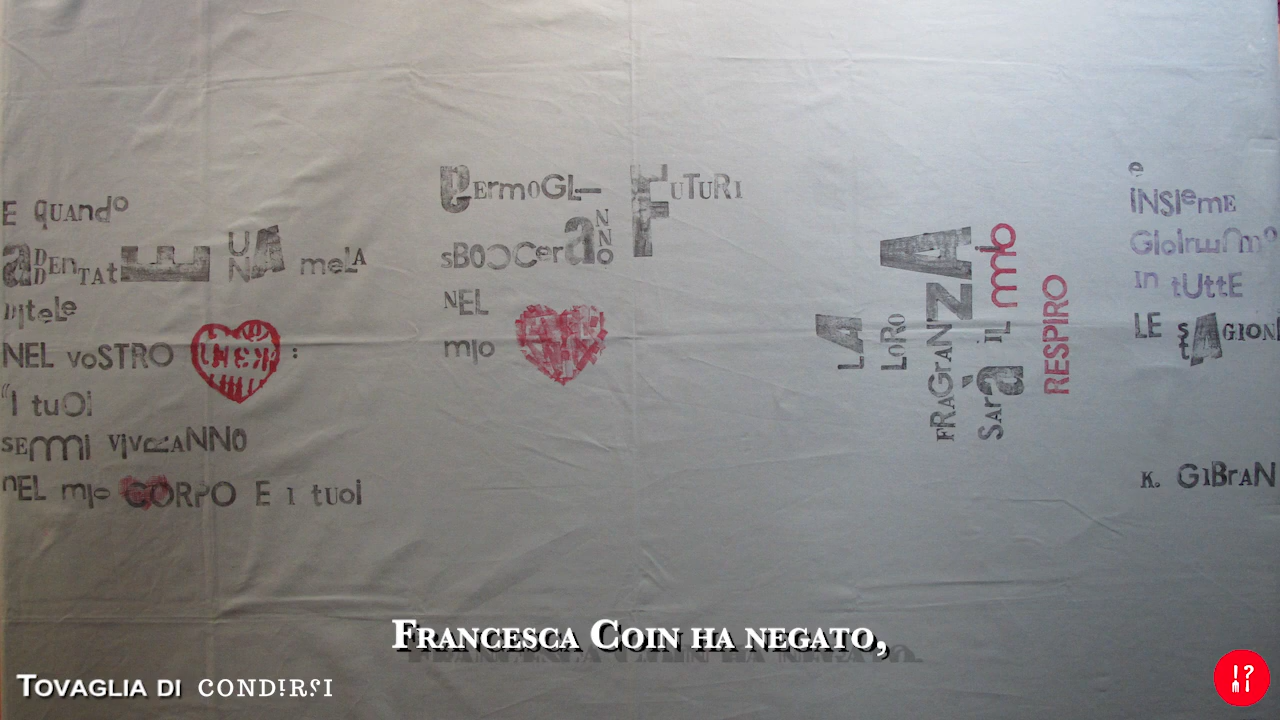 E quando
addentate una mela
ditele
nel vostro cuore :
"I tuoi
semi vivranno
nel mio corpo e i tuoi
germogli futuri
sbocceranno
nel
mio
la
loro
fragranza
sarà il mio
respiro
e
insieme
gioiremo
in tutte
le stagioni
K. Gibran
Francesca Coin ha negato,
Tovaglia di condirsi
!?